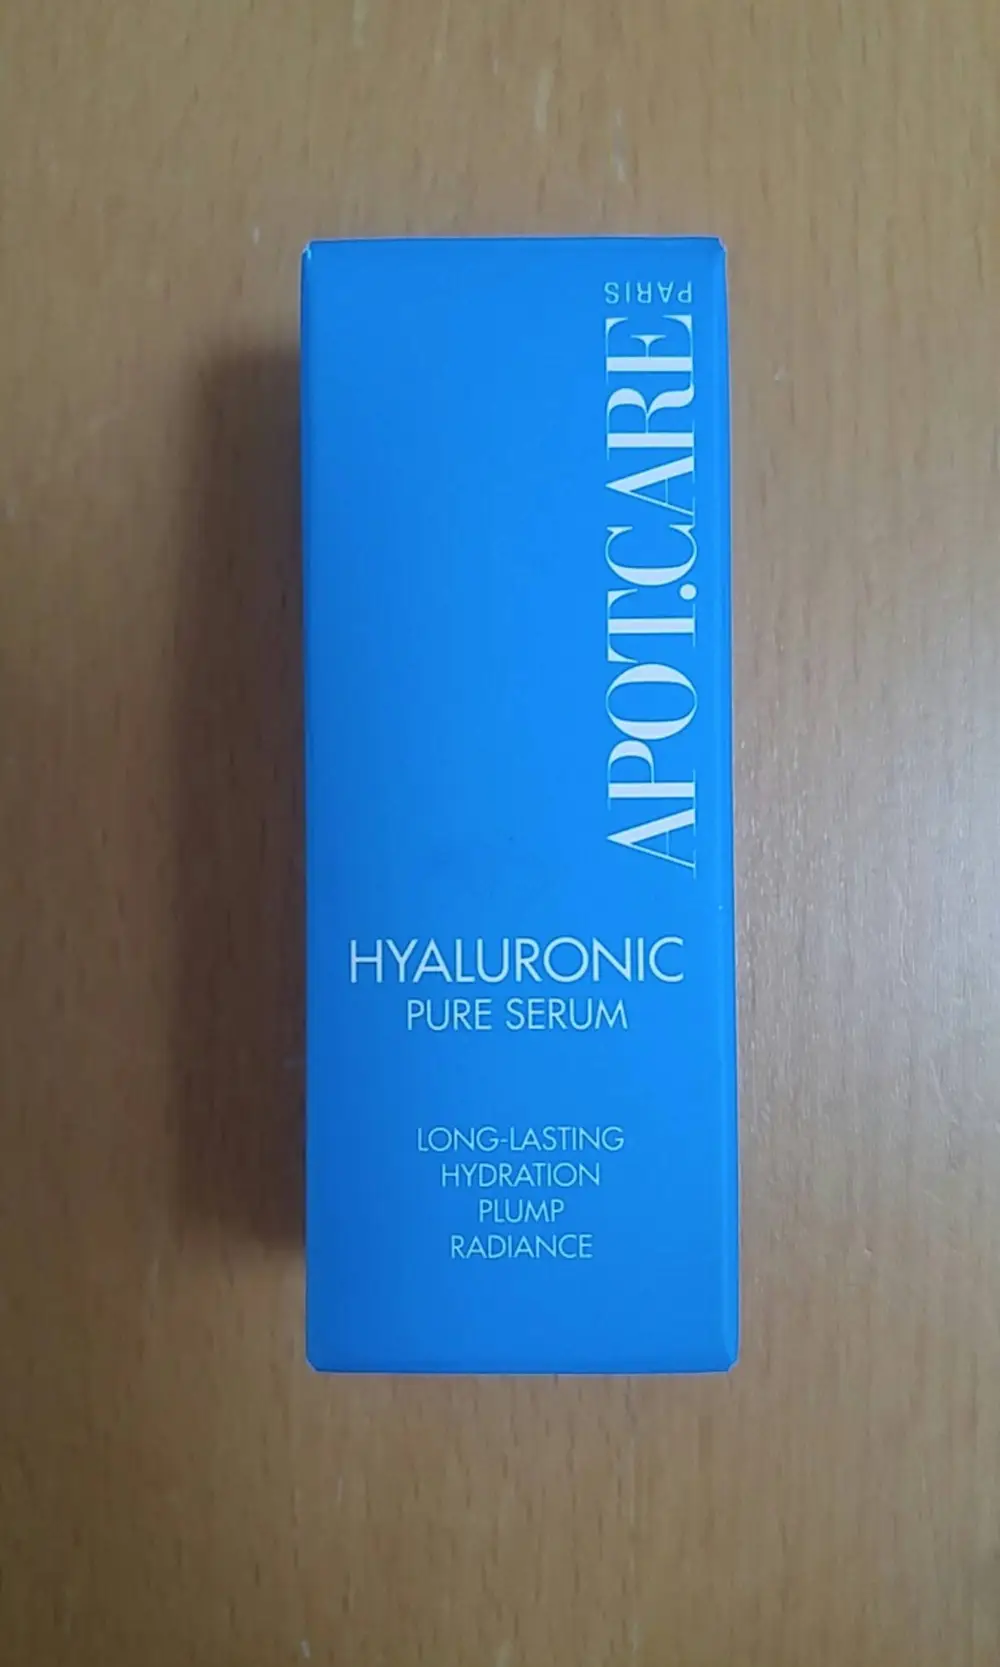 APOT.CARE
PARIS
HYALURONIC
PURE SERUM
LONG-LASTING
HYDRATION
PLUMP
RADIANCE